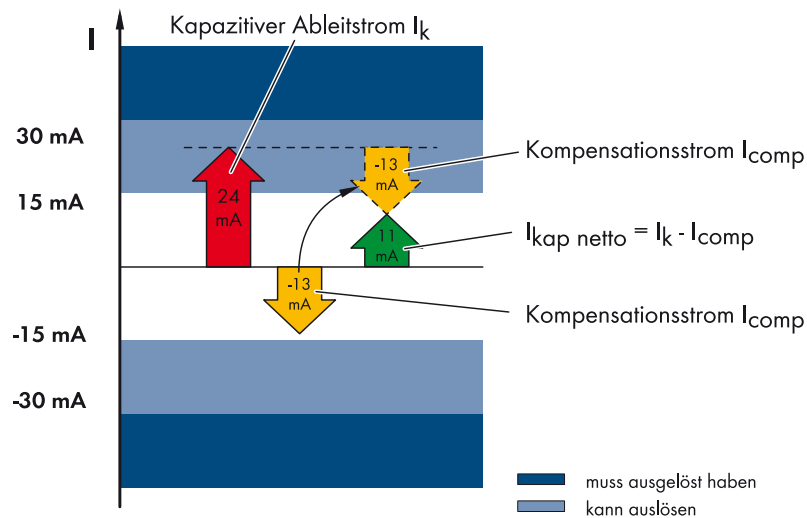 Kapazitiver Ableitstrom Ik
I
30 mA
15 mA
-15 mA
-30 mA
24
mA
-13
mA
11
mA
-13
mA
Kompensationsstrom Icomp
Ikap netto = Ik - Icomp
Kompensationsstrom Icomp
muss ausgelöst haben
kann auslösen